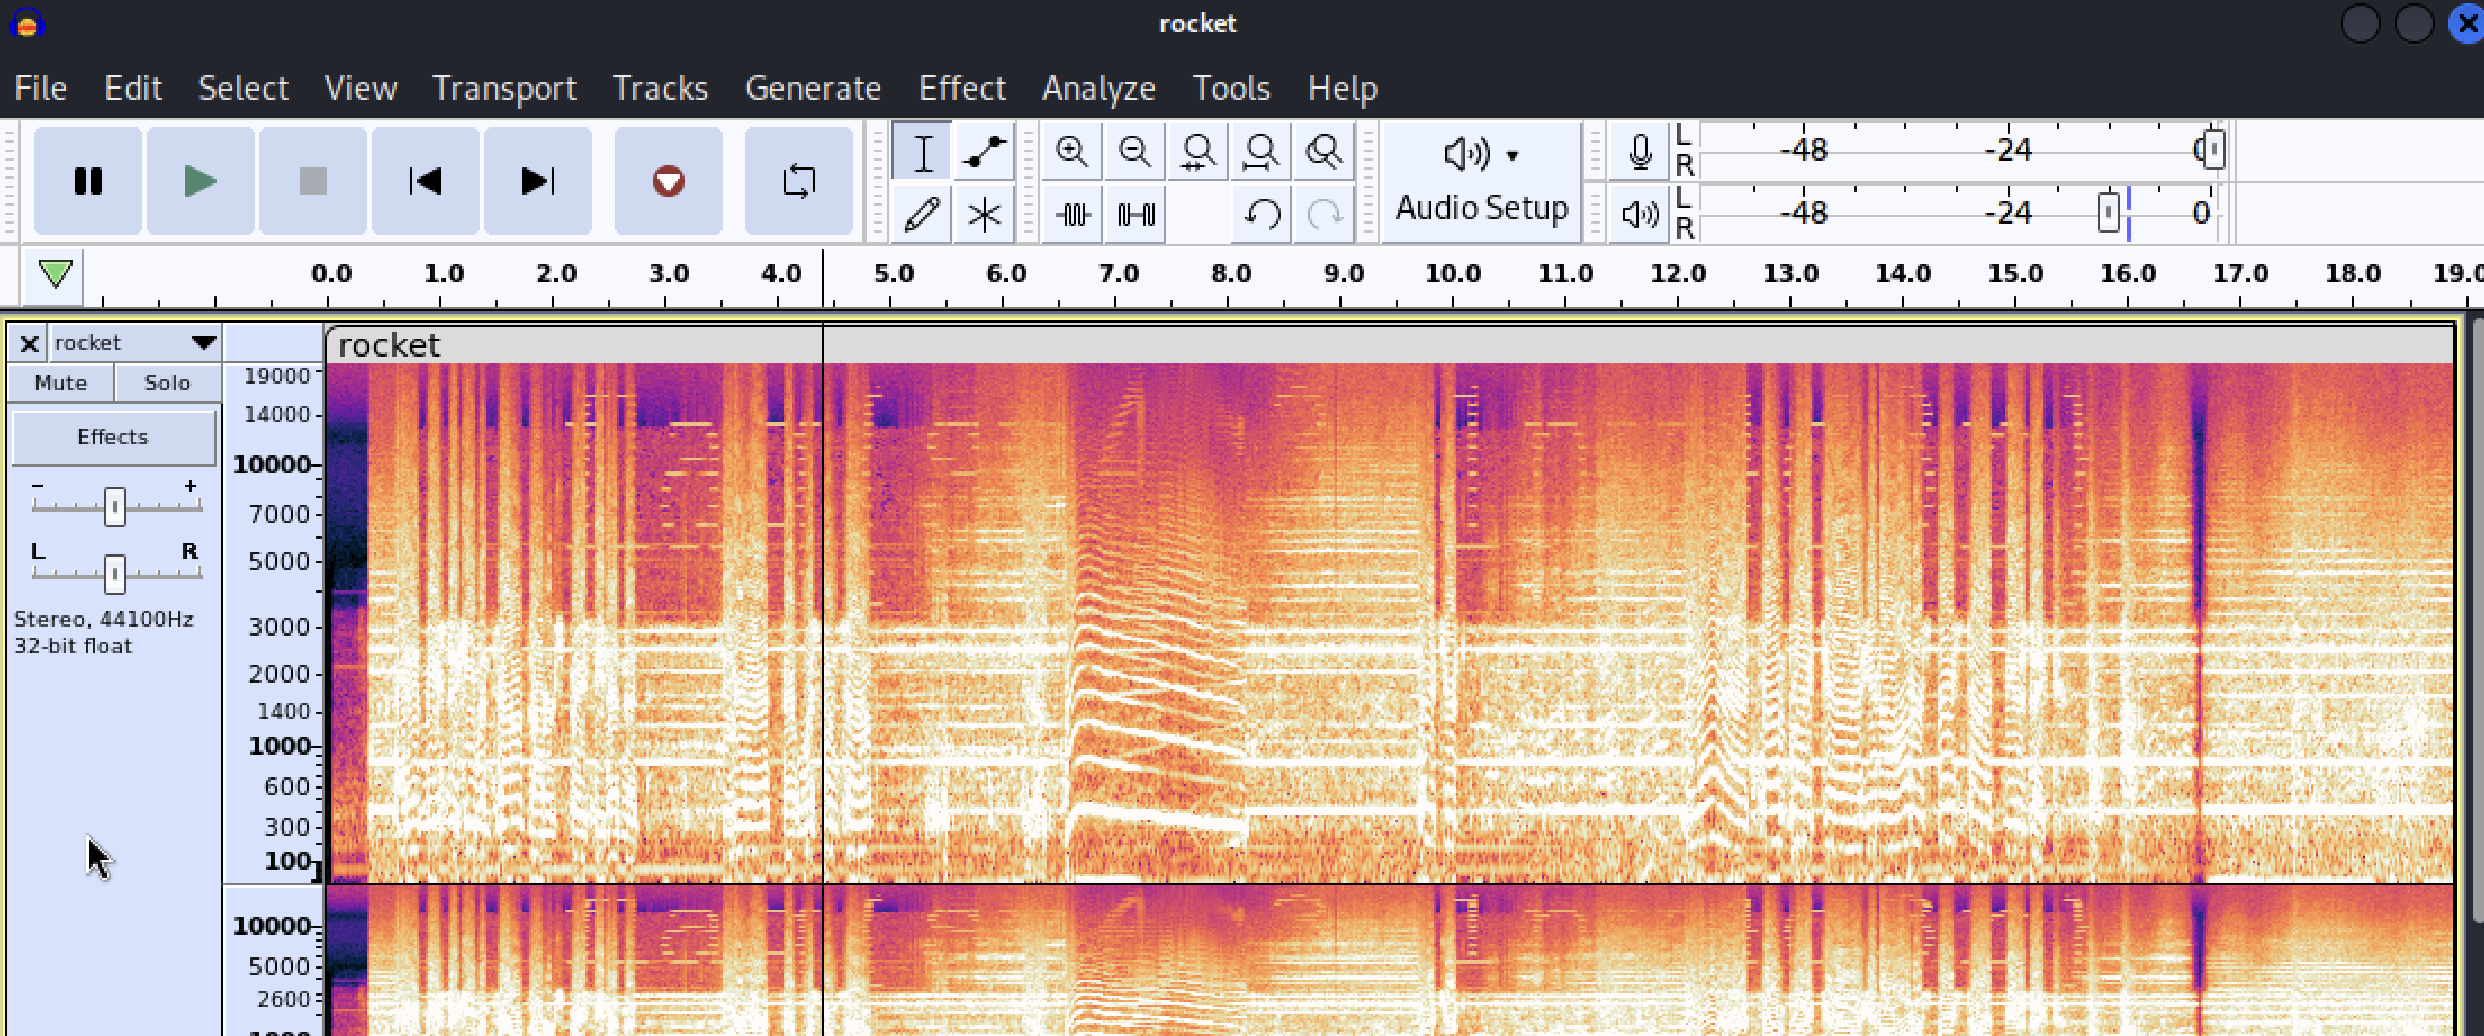 rocket
File Edit Select View Transport Tracks Generate Effect Analyze Tools Help
L
R
-48 -24 0
Audio Setup
L
R
-48 -24 0
0.0 1.0 2.0 3.0 4.0 5.0 6.0 7.0 8.0 9.0 10.0 11.0 12.0 13.0 14.0 15.0 16.0 17.0 18.0 19.0
rocket
rocket
Mute Solo
Effects
- +
L R
Stereo, 44100Hz
32-bit float
19000
14000
10000
7000
5000
3000
2000
1400
1000
600
300
100
10000
5000
2600